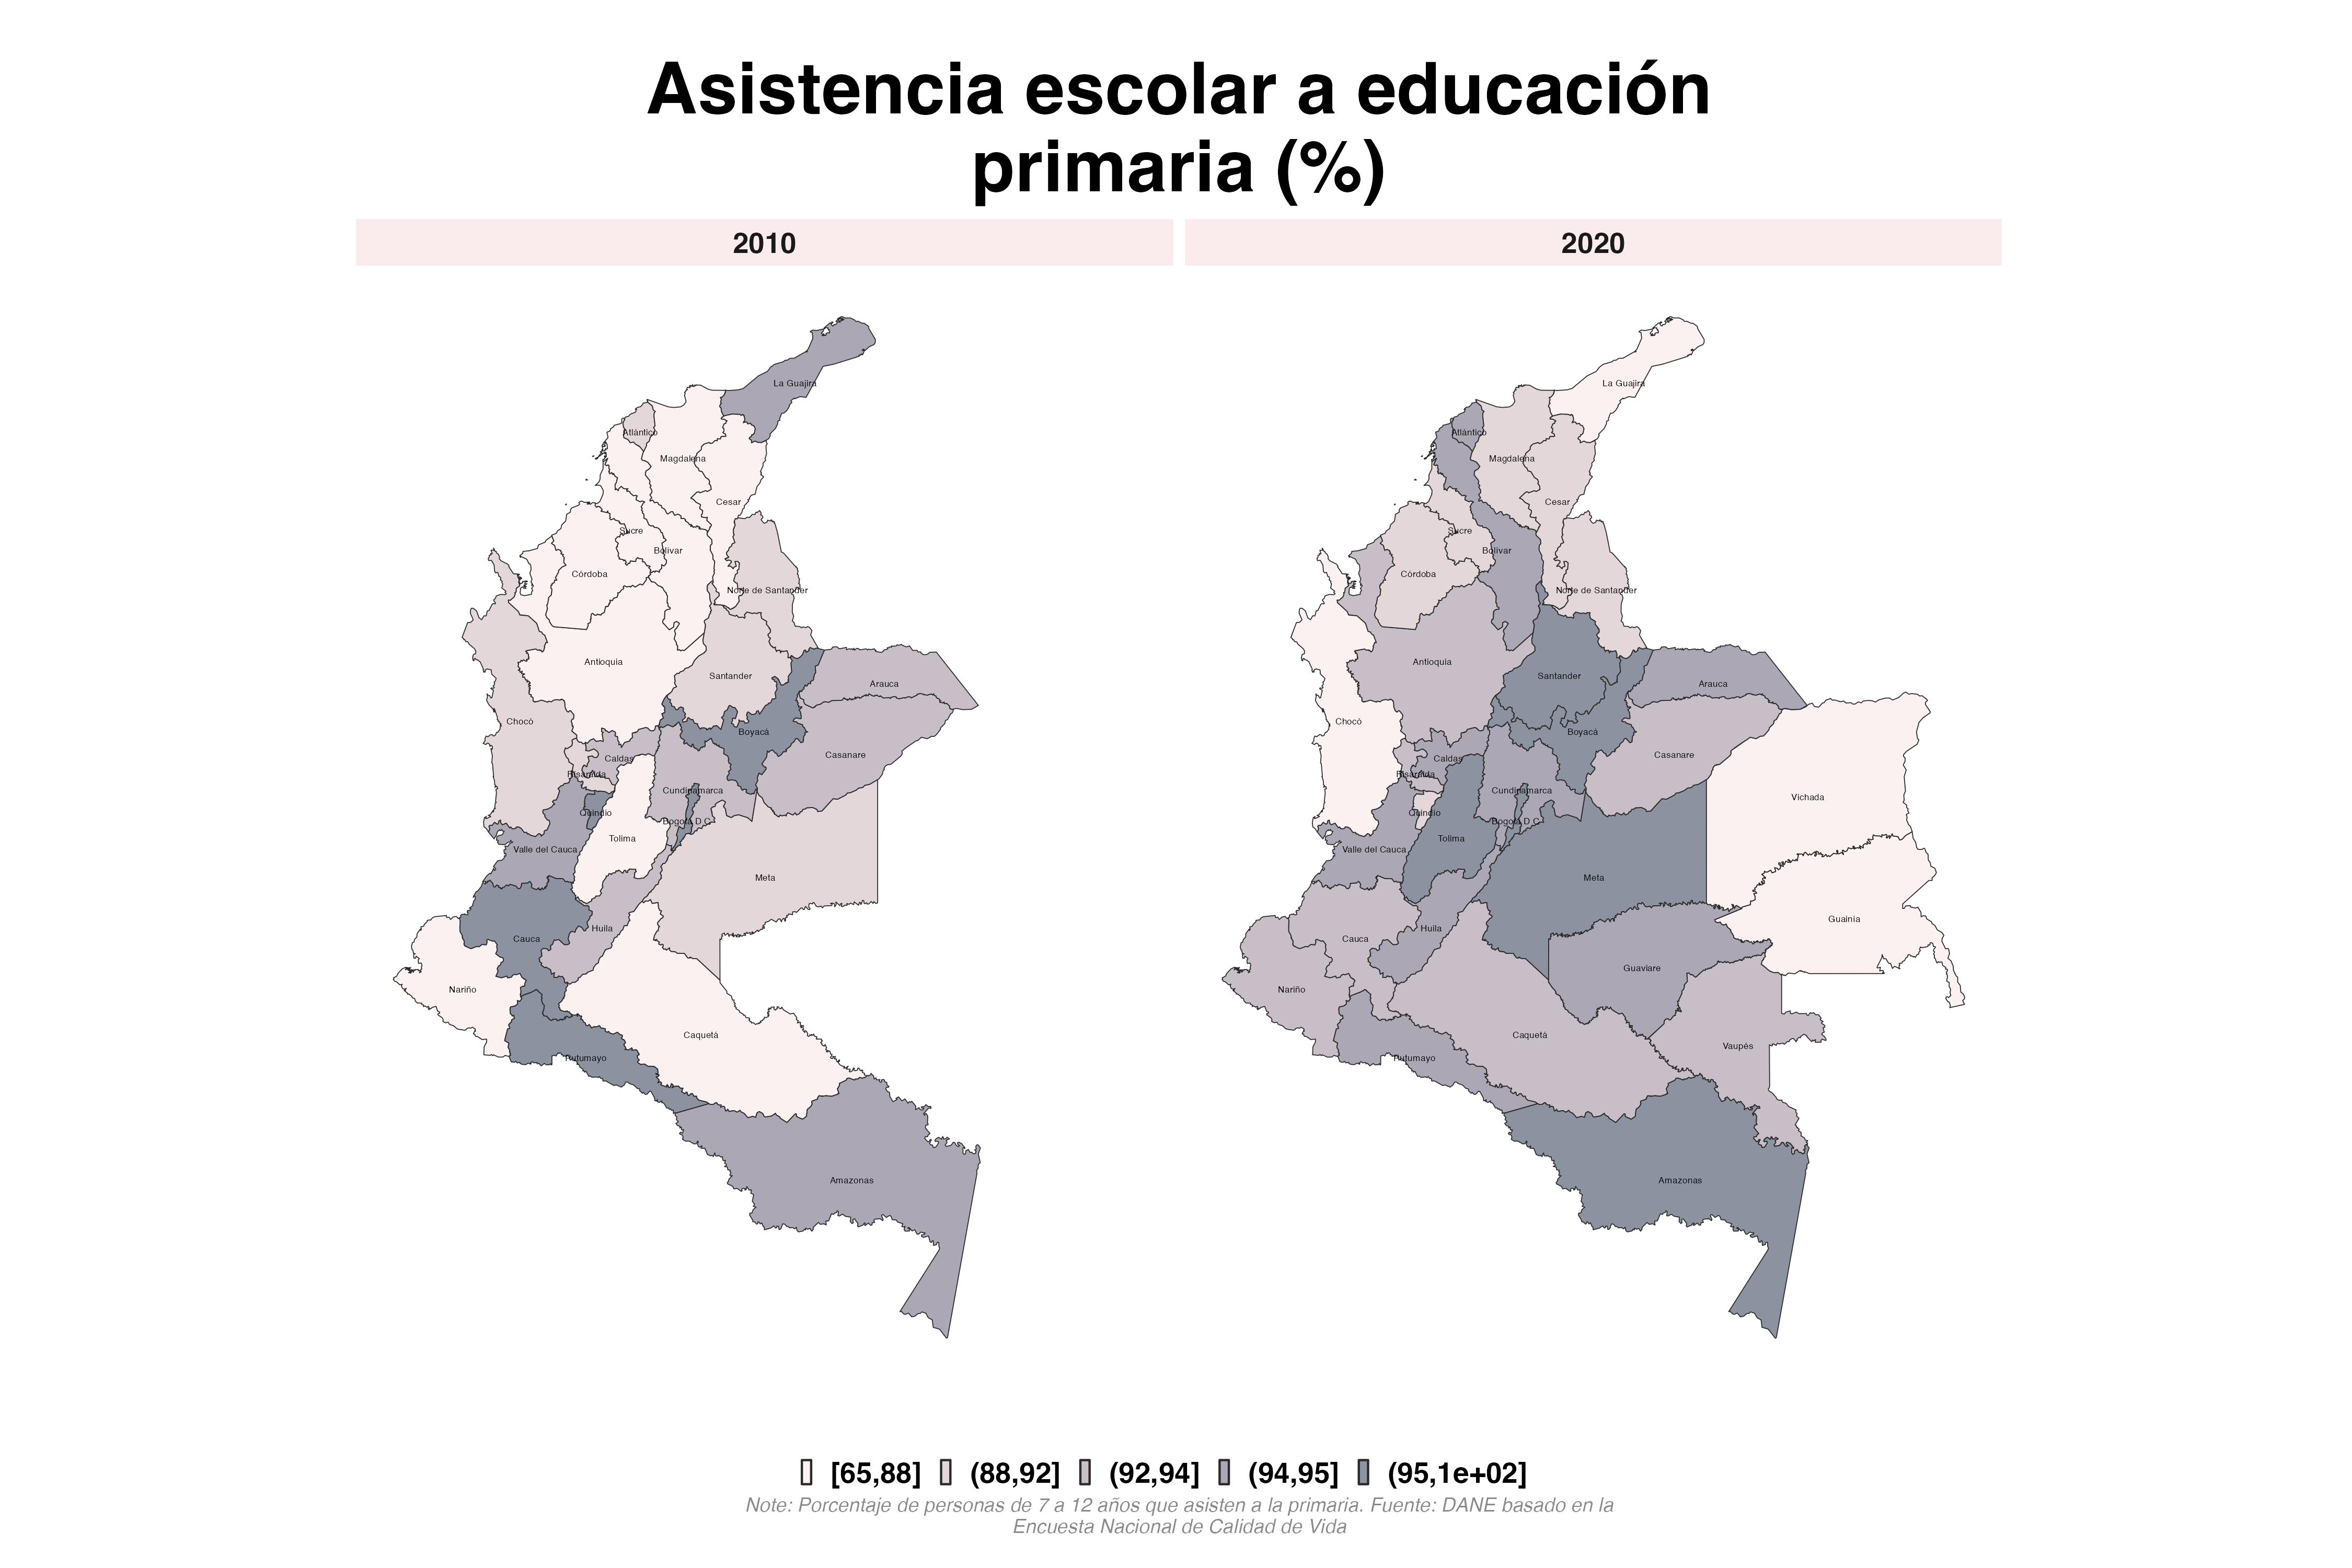 Asistencia escolar a educación
primaria (%)
2010
2020
La Guajira
Atlántico
Magdalena
Cesar
Sucre
Bolívar
Córdoba
Norte de Santander
Antioquia
Santander
Arauca
Chocó
Boyacá
Casanare
Caldas
Risaralda
Cundinamarca
Quindío
Bogotá D.C.
Tolima
Valle del Cauca
Meta
Huila
Cauca
Nariño
Caquetá
Putumayo
Amazonas
La Guajira
Atlántico
Magdalena
Cesar
Sucre
Bolívar
Córdoba
Norte de Santander
Antioquia
Santander
Arauca
Chocó
Boyacá
Casanare
Caldas
Risaralda
Cundinamarca
Vichada
Quindío
Bogotá D.C.
Tolima
Valle del Cauca
Meta
Guainía
Huila
Cauca
Guaviare
Nariño
Caquetá
Vaupés
Putumayo
Amazonas
[65,88] (88,92] (92,94] (94,95] (95,1e+02]
Note: Porcentaje de personas de 7 a 12 años que asisten a la primaria. Fuente: DANE basado en la
Encuesta Nacional de Calidad de Vida